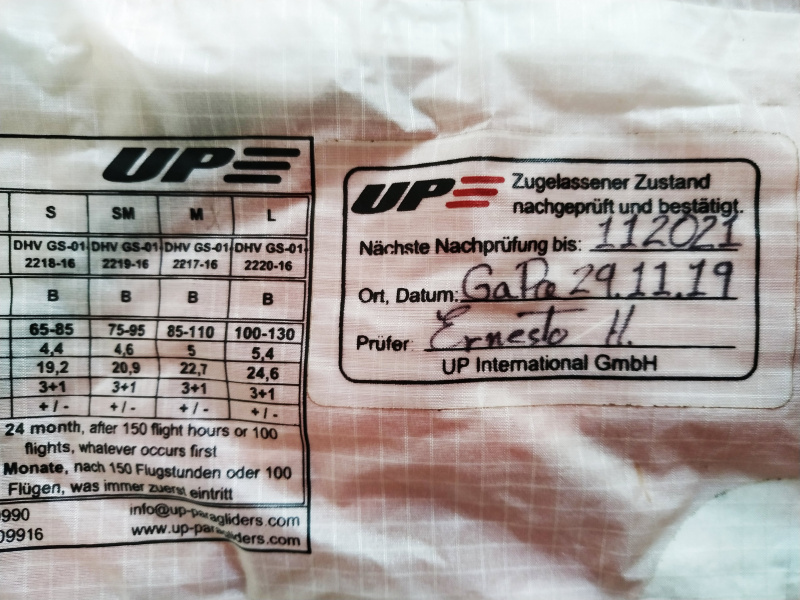 UP
S SM M L
DHV GS-01- DHV GS-01- DHV GS-01- DHV GS-01-
2218-16 2219-16 2217-16 2220-16
B B B B
65-85 75-95 85-110 100-130
4,4 4,6 5 5,4
19,2 20,9 22,7 24,6
3+1 3+1 3+1 3+1
+ / - + / - + / - + / -
24 month, after 150 flight hours or 100
flights, whatever occurs first
Monate, nach 150 Flugstunden oder 100
Flügen, was immer zuerst eintritt
9990 info@up-paragliders.com
09916 www.up-paragliders.com
UP Zugelassener Zustand
nachgeprüft und bestätigt.
Nächste Nachprüfung bis: 112021
Ort, Datum: GaPa 29.11.19
Prüfer: Ernesto H.
UP International GmbH